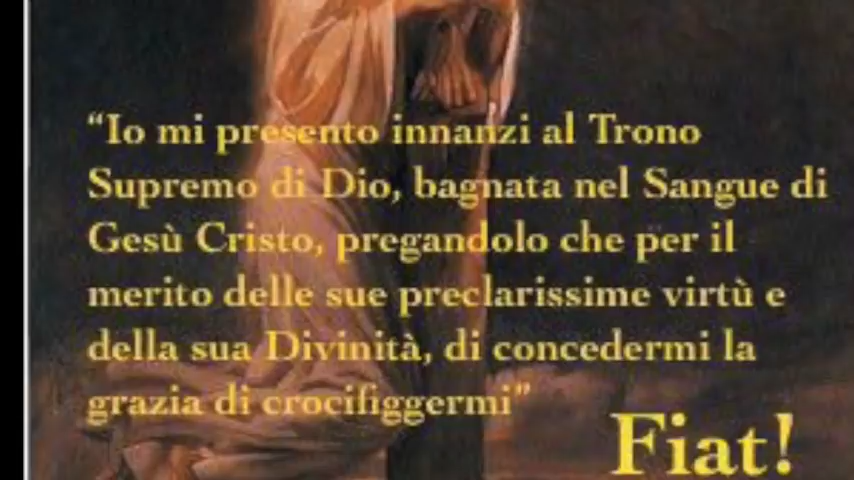 “Io mi presento innanzi al Trono
Supremo di Dio, bagnata nel Sangue di
Gesù Cristo, pregandolo che per il
merito delle sue preclarissime virtù e
della sua Divinità, di concedermi la
grazia di crocifiggermi”
Fiat!